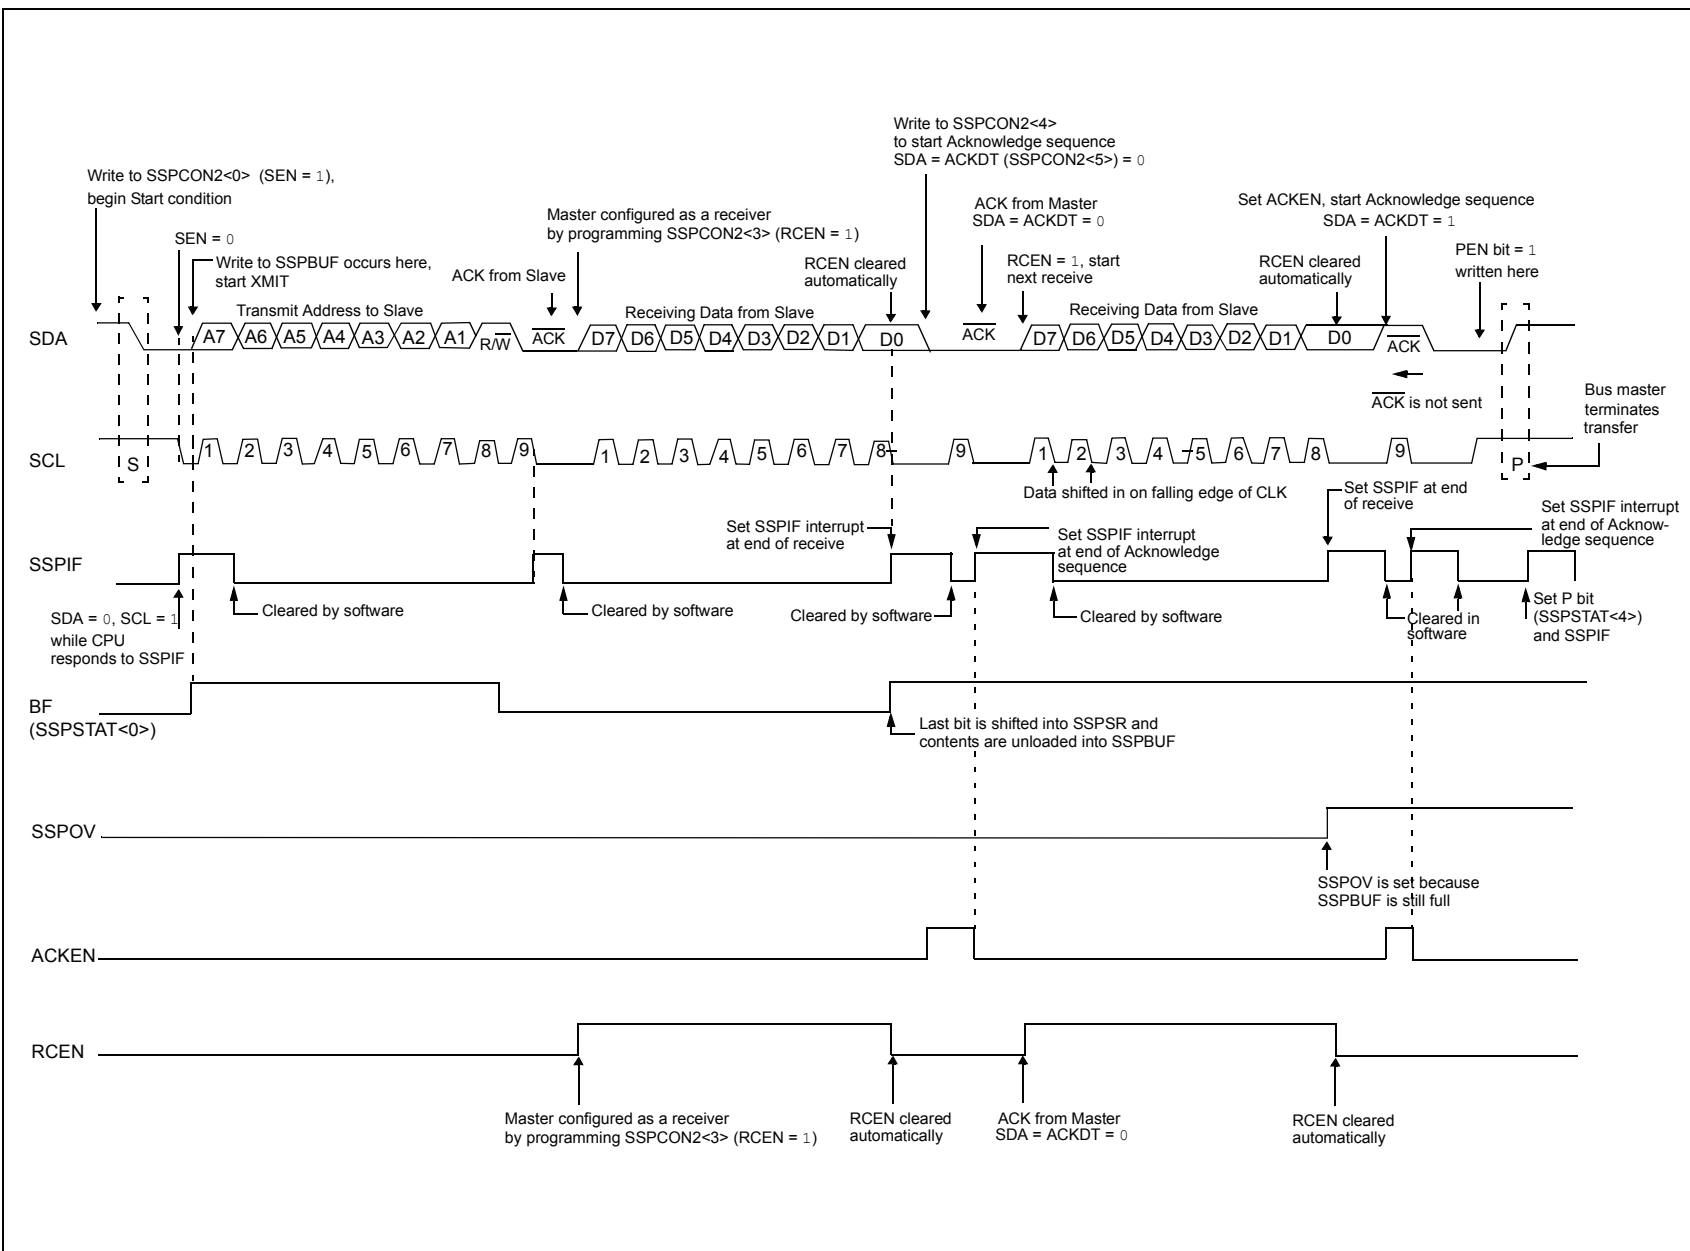 Write to SSPCON2<4>
to start Acknowledge sequence
SDA = ACKDT (SSPCON2<5>) = 0
Write to SSPCON2<0> (SEN = 1),
begin Start condition
ACK from Master
SDA = ACKDT = 0
Set ACKEN, start Acknowledge sequence
SDA = ACKDT = 1
Master configured as a receiver
by programming SSPCON2<3> (RCEN = 1)
SEN = 0
Write to SSPBUF occurs here,
start XMIT
ACK from Slave
RCEN cleared
automatically
RCEN = 1, start
next receive
RCEN cleared
automatically
PEN bit = 1
written here
Transmit Address to Slave
Receiving Data from Slave
Receiving Data from Slave
SDA
A7 A6 A5 A4 A3 A2 A1 R/W ACK D7 D6 D5 D4 D3 D2 D1 D0 ACK D7 D6 D5 D4 D3 D2 D1 D0 ACK
ACK is not sent
Bus master
terminates
transfer
SCL
S 1 2 3 4 5 6 7 8 9 1 2 3 4 5 6 7 8 9 1 2 3 4 5 6 7 8 9 P
Data shifted in on falling edge of CLK
Set SSPIF at end
of receive
Set SSPIF interrupt
at end of receive
Set SSPIF interrupt
at end of Acknowledge
sequence
Set SSPIF interrupt
at end of Acknow-
ledge sequence
SSPIF
Cleared by software
Cleared by software
Cleared by software
Cleared by software
Cleared in
software
Set P bit
(SSPSTAT<4>)
and SSPIF
SDA = 0, SCL = 1
while CPU
responds to SSPIF
BF
(SSPSTAT<0>)
Last bit is shifted into SSPSR and
contents are unloaded into SSPBUF
SSPOV
SSPOV is set because
SSPBUF is still full
ACKEN
RCEN
Master configured as a receiver
by programming SSPCON2<3> (RCEN = 1)
RCEN cleared
automatically
ACK from Master
SDA = ACKDT = 0
RCEN cleared
automatically